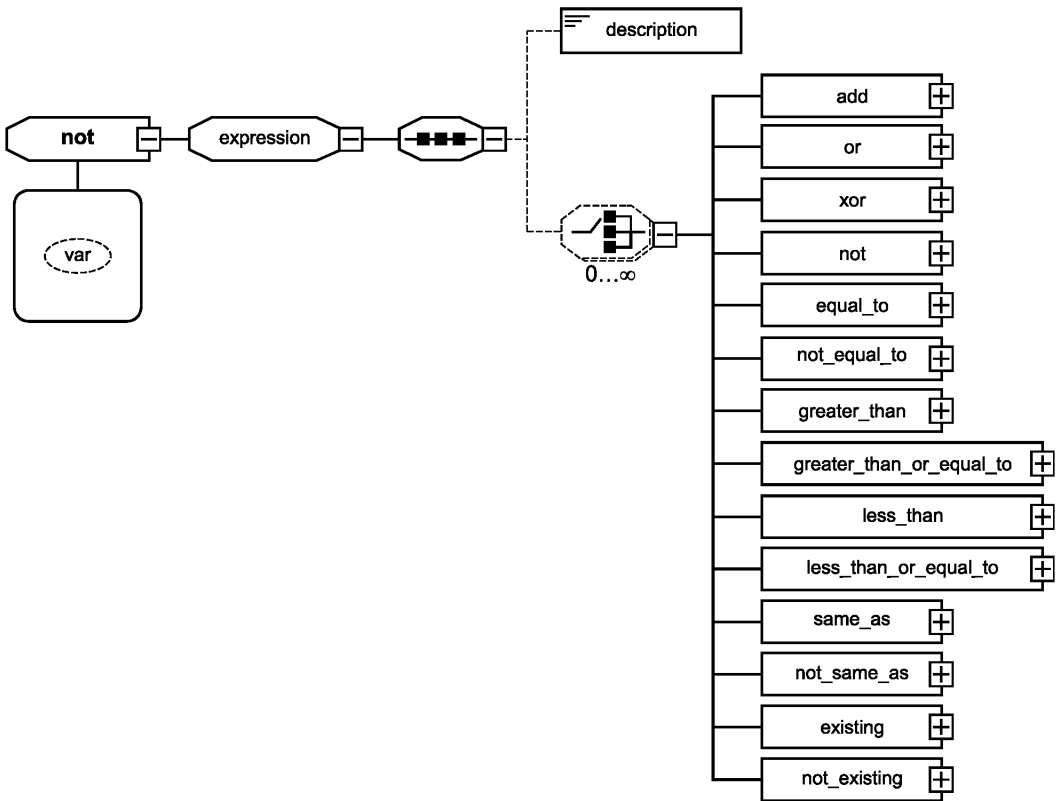 description
not
expression
var
0...∞
add
or
xor
not
equal_to
not_equal_to
greater_than
greater_than_or_equal_to
less_than
less_than_or_equal_to
same_as
not_same_as
existing
not_existing